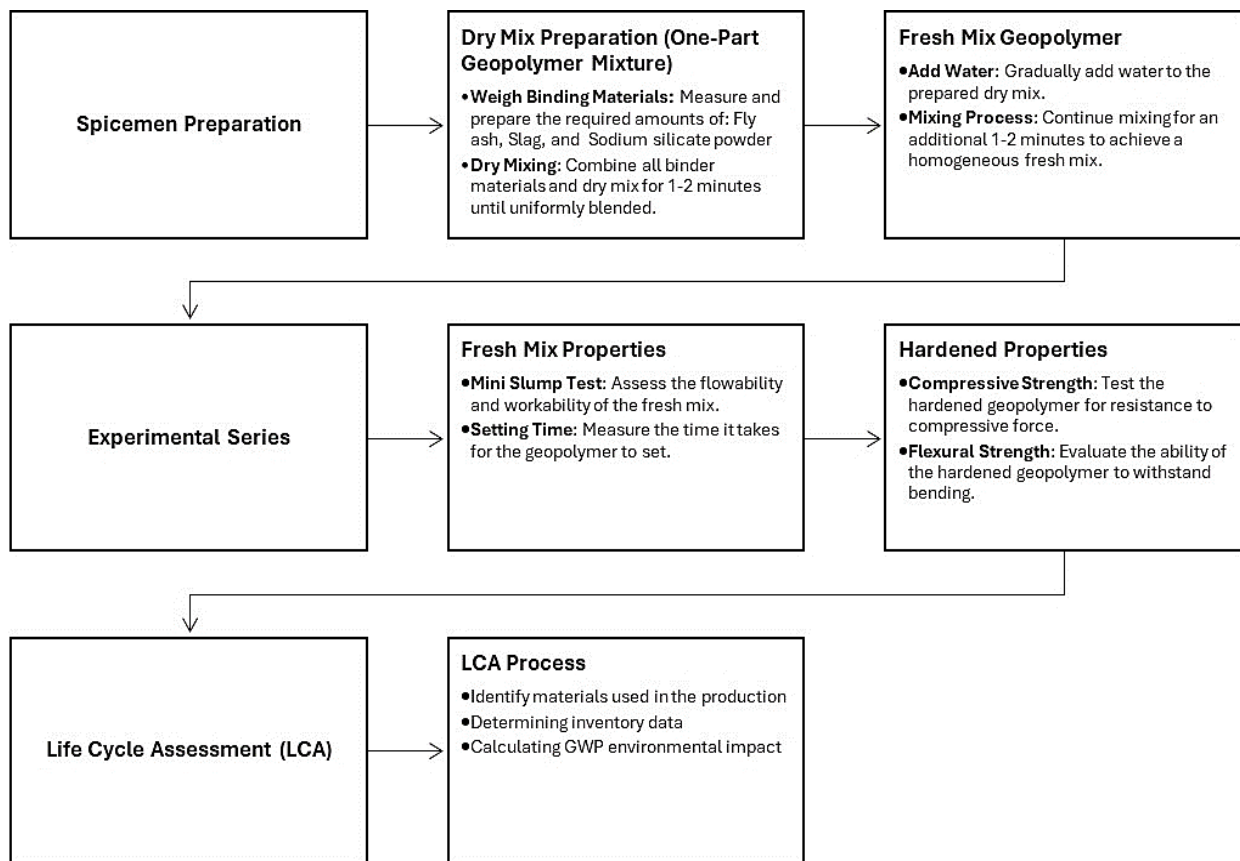 Spicemen Preparation
Dry Mix Preparation (One-Part
Geopolymer Mixture)
•Weigh Binding Materials: Measure and
prepare the required amounts of: Fly
ash, Slag, and Sodium silicate powder
•Dry Mixing: Combine all binder
materials and dry mix for 1-2 minutes
until uniformly blended.
Fresh Mix Geopolymer
•Add Water: Gradually add water to the
prepared dry mix.
•Mixing Process: Continue mixing for an
additional 1-2 minutes to achieve a
homogeneous fresh mix.
Experimental Series
Fresh Mix Properties
•Mini Slump Test: Assess the flowability
and workability of the fresh mix.
•Setting Time: Measure the time it takes
for the geopolymer to set.
Hardened Properties
•Compressive Strength: Test the
hardened geopolymer for resistance to
compressive force.
•Flexural Strength: Evaluate the ability of
the hardened geopolymer to withstand
bending.
Life Cycle Assessment (LCA)
LCA Process
•Identify materials used in the production
•Determining inventory data
•Calculating GWP environmental impact